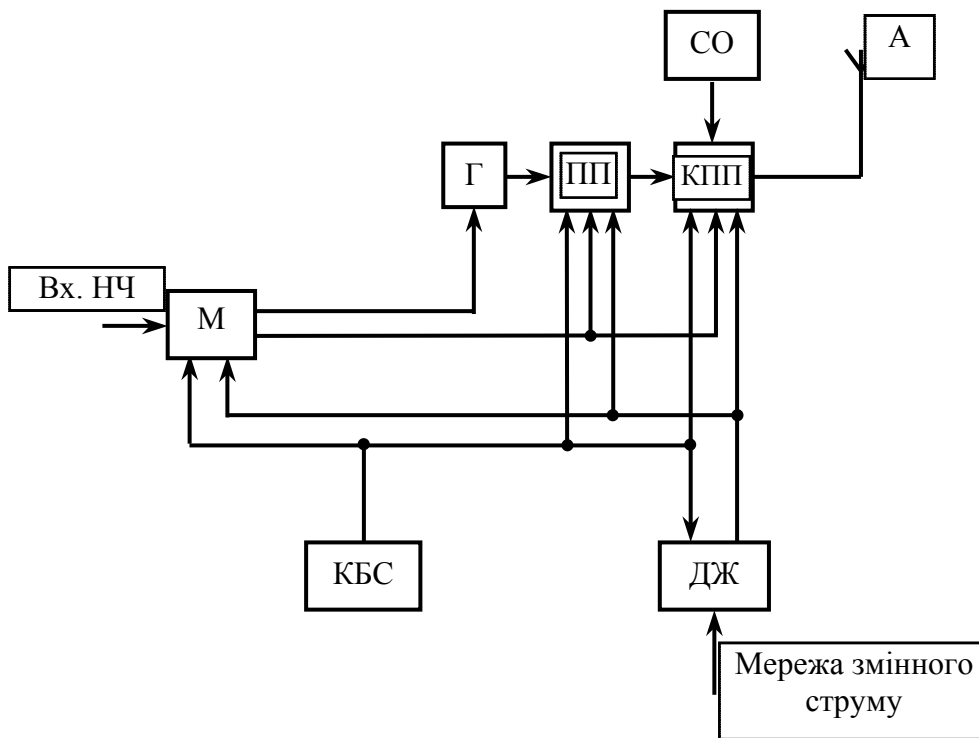 СО
А
Г
ПП
КПП
Вх. НЧ
М
КБС
ДЖ
Мережа змінного
струму